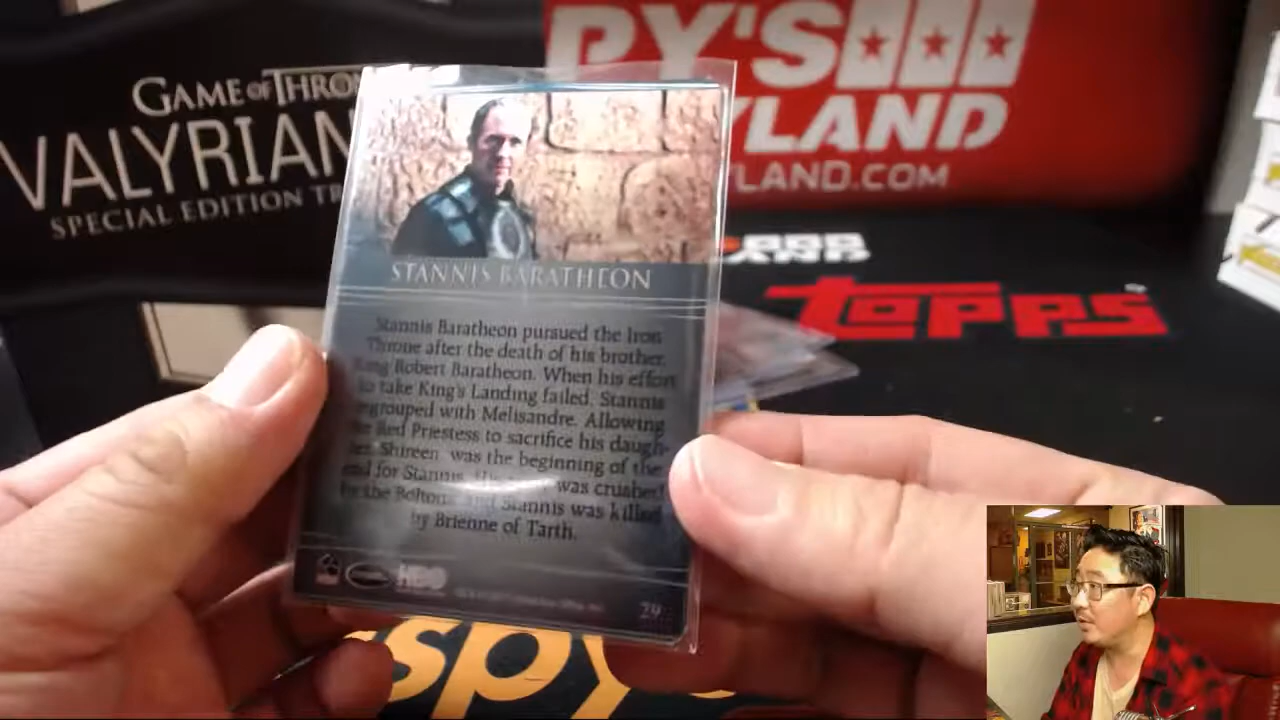 GAME OF THRON
VALYRIAN
SPECIAL EDITION TR
PY'S
YLAND
YLAND.COM
TOPPS
STANNIS BARATHEON
Stannis Baratheon pursued the Iron
Throne after the death of his brother,
King Robert Baratheon. When his effort
to take King's Landing failed, Stannis
regrouped with Melisandre. Allowing
the Red Priestess to sacrifice his daugh-
ter, Shireen was the beginning of the
end for Stannis. was crushed
by the Boltons and Stannis was killed
by Brienne of Tarth.
HBO
29
spy